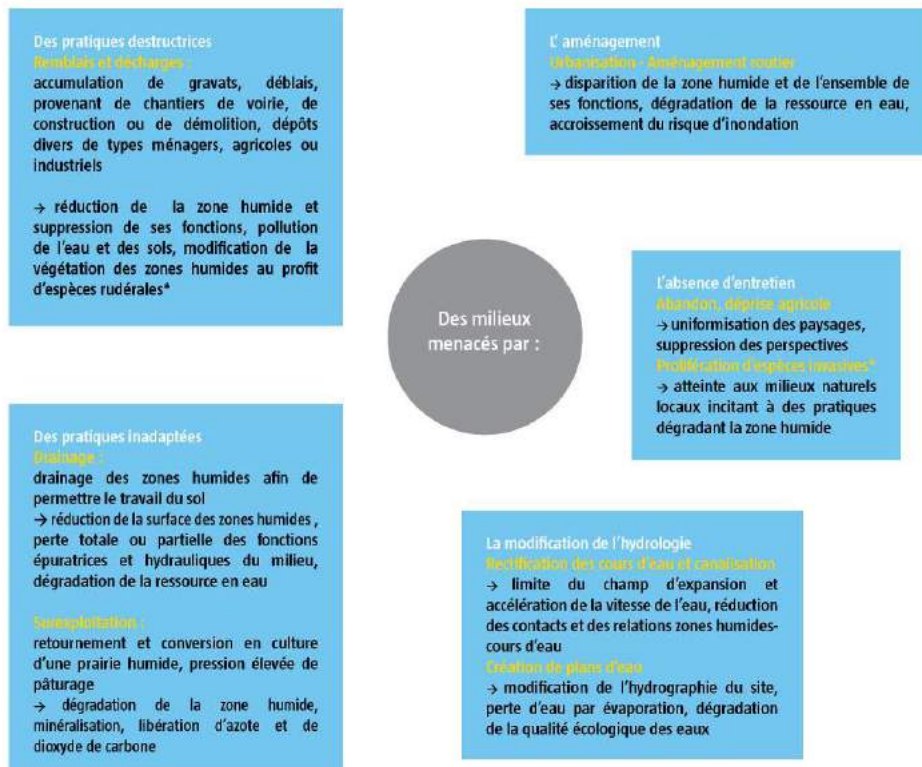 Des pratiques destructrices
Remblais et décharges :
accumulation de gravats, déblais,
provenant de chantiers de voirie, de
construction ou de démolition, dépôts
divers de types ménagers, agricoles ou
industriels
→ réduction de la zone humide et
suppression de ses fonctions, pollution
de l'eau et des sols, modification de la
végétation des zones humides au profit
d'espèces rudérales*
L' aménagement
Urbanisation - Aménagement routier
→ disparition de la zone humide et de l'ensemble de
ses fonctions, dégradation de la ressource en eau,
accroissement du risque d'inondation
Des milieux
menacés par :
L'absence d'entretien
Abandon, déprise agricole
→ uniformisation des paysages,
suppression des perspectives
Prolifération d'espèces invasives*
→ atteinte aux milieux naturels
locaux incitant à des pratiques
dégradant la zone humide
Des pratiques inadaptées
Drainage :
drainage des zones humides afin de
permettre le travail du sol
→ réduction de la surface des zones humides ,
perte totale ou partielle des fonctions
épuratrices et hydrauliques du milieu,
dégradation de la ressource en eau
Surexploitation :
retournement et conversion en culture
d'une prairie humide, pression élevée de
pâturage
→ dégradation de la zone humide,
minéralisation, libération d'azote et de
dioxyde de carbone
La modification de l'hydrologie
Rectification des cours d'eau et canalisation
→ limite du champ d'expansion et
accélération de la vitesse de l'eau, réduction
des contacts et des relations zones humides-
cours d'eau
Création de plans d'eau
→ modification de l'hydrographie du site,
perte d'eau par évaporation, dégradation
de la qualité écologique des eaux